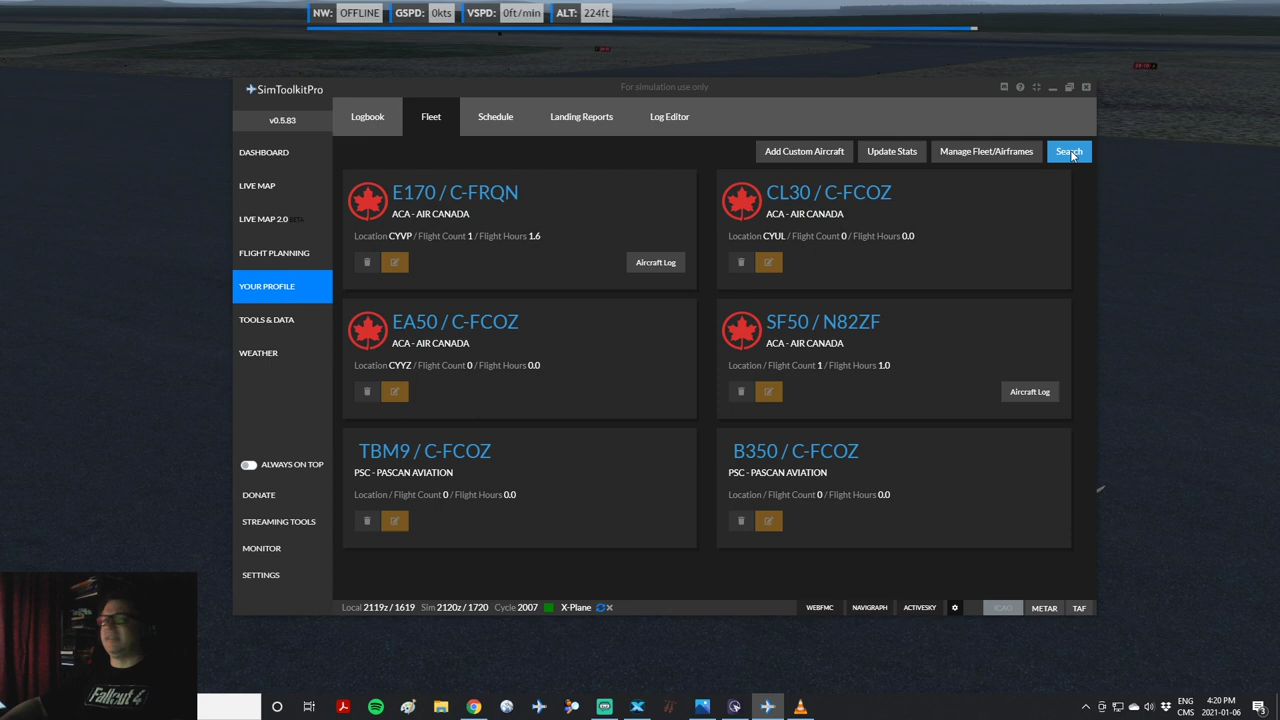 NW: OFFLINE GSPD: 0kts VSPD: 0ft/min ALT: 224ft
SimToolkitPro
For simulation use only
v0.5.83
Logbook Fleet Schedule Landing Reports Log Editor
Add Custom Aircraft Update Stats Manage Fleet/Airframes Search
DASHBOARD
LIVE MAP
LIVE MAP 2.0 BETA
FLIGHT PLANNING
YOUR PROFILE
TOOLS & DATA
WEATHER
ALWAYS ON TOP
DONATE
STREAMING TOOLS
MONITOR
SETTINGS
E170 / C-FRQN
ACA - AIR CANADA
Location CYVP / Flight Count 1 / Flight Hours 1.6
Aircraft Log
CL30 / C-FCOZ
ACA - AIR CANADA
Location CYUL / Flight Count 0 / Flight Hours 0.0
EA50 / C-FCOZ
ACA - AIR CANADA
Location CYYZ / Flight Count 0 / Flight Hours 0.0
SF50 / N82ZF
ACA - AIR CANADA
Location / Flight Count 1 / Flight Hours 1.0
Aircraft Log
TBM9 / C-FCOZ
PSC - PASCAN AVIATION
Location / Flight Count 0 / Flight Hours 0.0
B350 / C-FCOZ
PSC - PASCAN AVIATION
Location / Flight Count 0 / Flight Hours 0.0
Local 2119z / 1619 Sim 2120z / 1720 Cycle 2007 X-Plane
WEBFMC NAVIGRAPH ACTIVESKY ICAO METAR TAF
Fallout 4
ENG
CMS
4:20 PM
2021-01-06
3